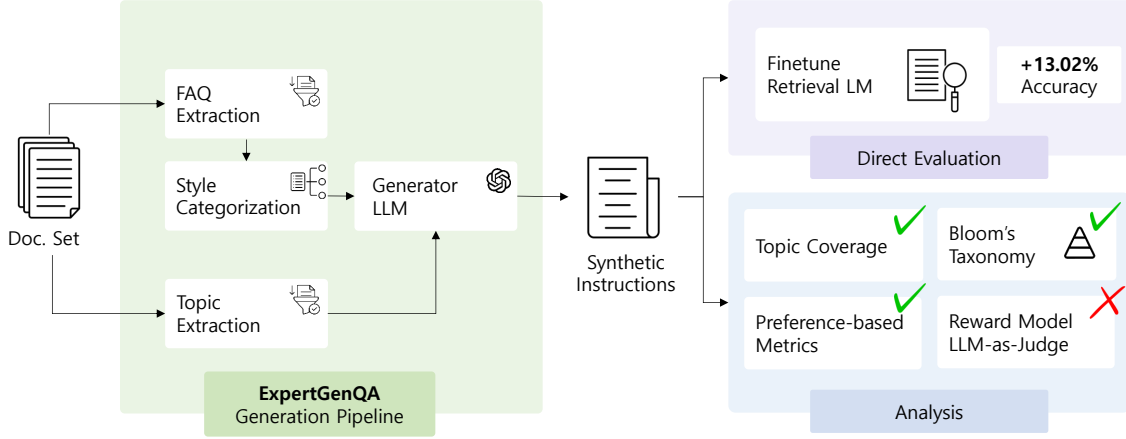 Doc. Set
FAQ
Extraction
Style
Categorization
Topic
Extraction
Generator
LLM
ExpertGenQA
Generation Pipeline
Synthetic
Instructions
Finetune
Retrieval LM
+13.02%
Accuracy
Direct Evaluation
Topic Coverage
Bloom's
Taxonomy
Preference-based
Metrics
Reward Model
LLM-as-Judge
Analysis